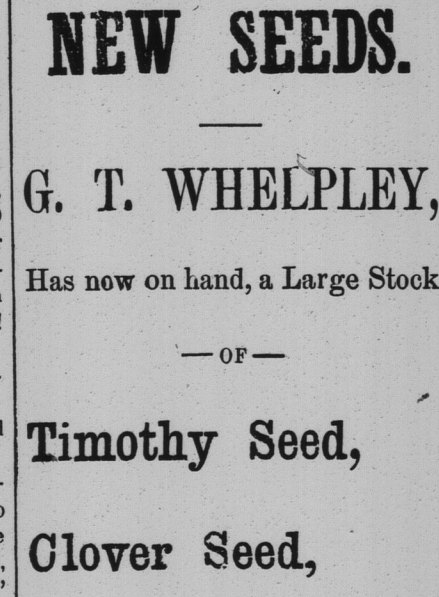 NEW SEEDS.
G. T. WHELPLEY,
Has now on hand, a Large Stock
— OF —
Timothy Seed,
Clover Seed,